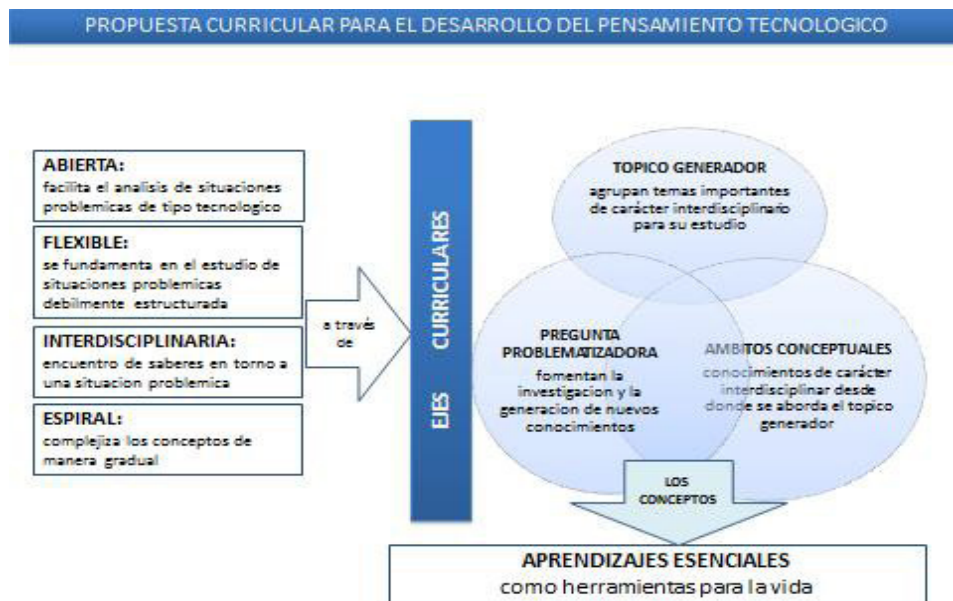 PROPUESTA CURRICULAR PARA EL DESARROLLO DEL PENSAMIENTO TECNOLOGICO
ABIERTA:
facilita el analisis de situaciones
problemicas de tipo tecnologico
FLEXIBLE:
se fundamenta en el estudio de
situaciones problemicas
debilmente estructurada
INTERDISCIPLINARIA:
encuentro de saberes en torno a
una situacion problemica
ESPIRAL:
complejiza los conceptos de
manera gradual
a través
de
EJES CURRICULARES
TOPICO GENERADOR
agrupan temas importantes
de carácter interdisciplinario
para su estudio
PREGUNTA
PROBLEMATIZADORA
fomentan la
investigacion y la
generacion de nuevos
conocimientos
AMBITOS CONCEPTUALES
conocimientos de carácter
interdisciplinar desde
donde se aborda el topico
generador
LOS
CONCEPTOS
APRENDIZAJES ESENCIALES
como herramientas para la vida